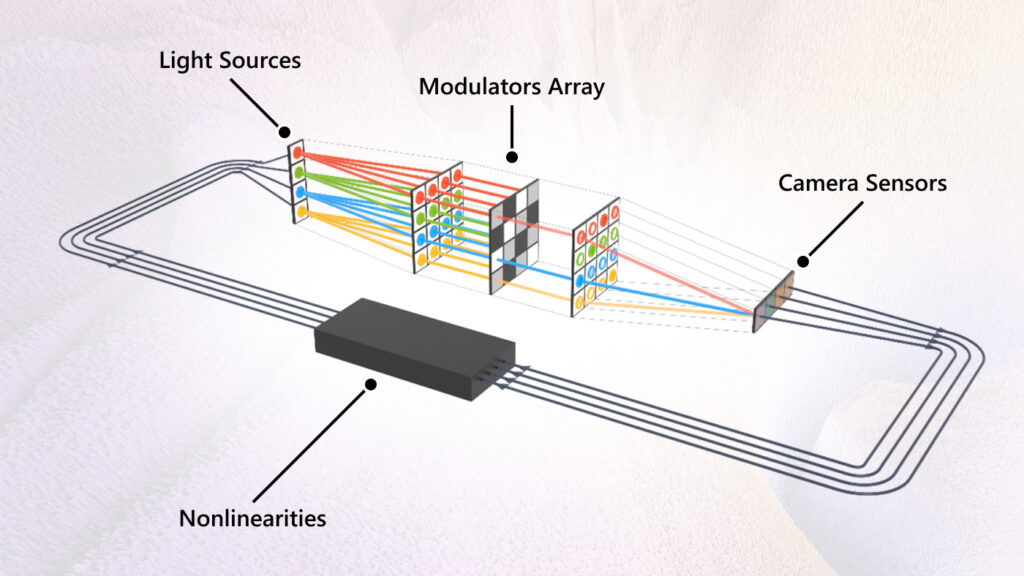 Light Sources
Modulators Array
Camera Sensors
Nonlinearities